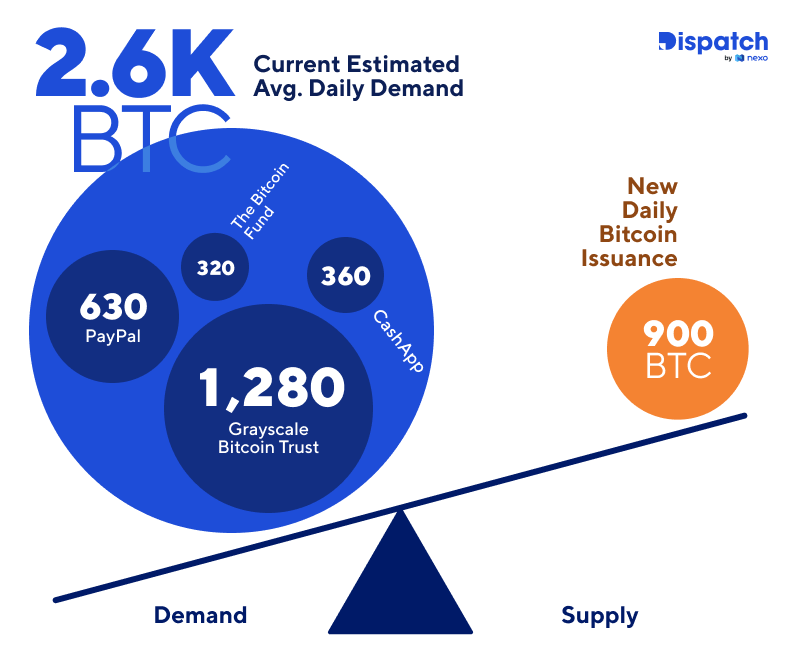 2.6K
BTC
Current Estimated
Avg. Daily Demand
Dispatch
by nexo
The Bitcoin
Fund
320
360
CashApp
630
PayPal
1,280
Grayscale
Bitcoin Trust
New
Daily
Bitcoin
Issuance
900
BTC
Demand
Supply